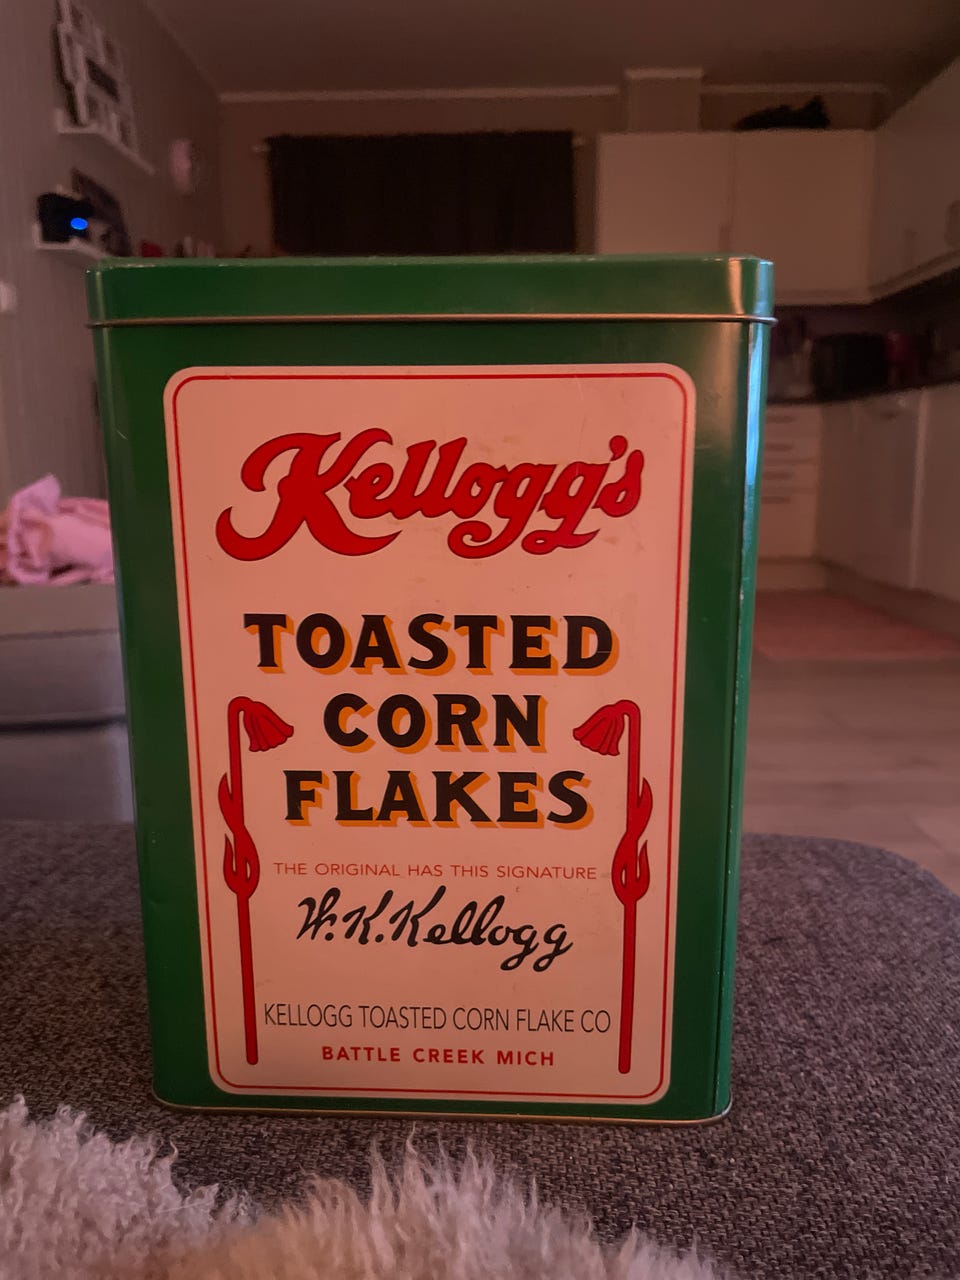 Kellogg's
TOASTED
CORN
FLAKES
THE ORIGINAL HAS THIS SIGNATURE
W.K.Kellogg
KELLOGG TOASTED CORN FLAKE CO
BATTLE CREEK MICH